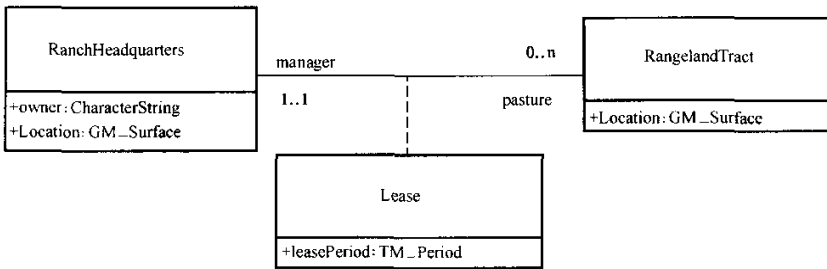 RanchHeadquarters
+owner:CharacterString
+Location: GM_Surface
manager
1..1
0..n
pasture
RangelandTract
+Location:GM_Surface
Lease
+leasePeriod:TM_Period